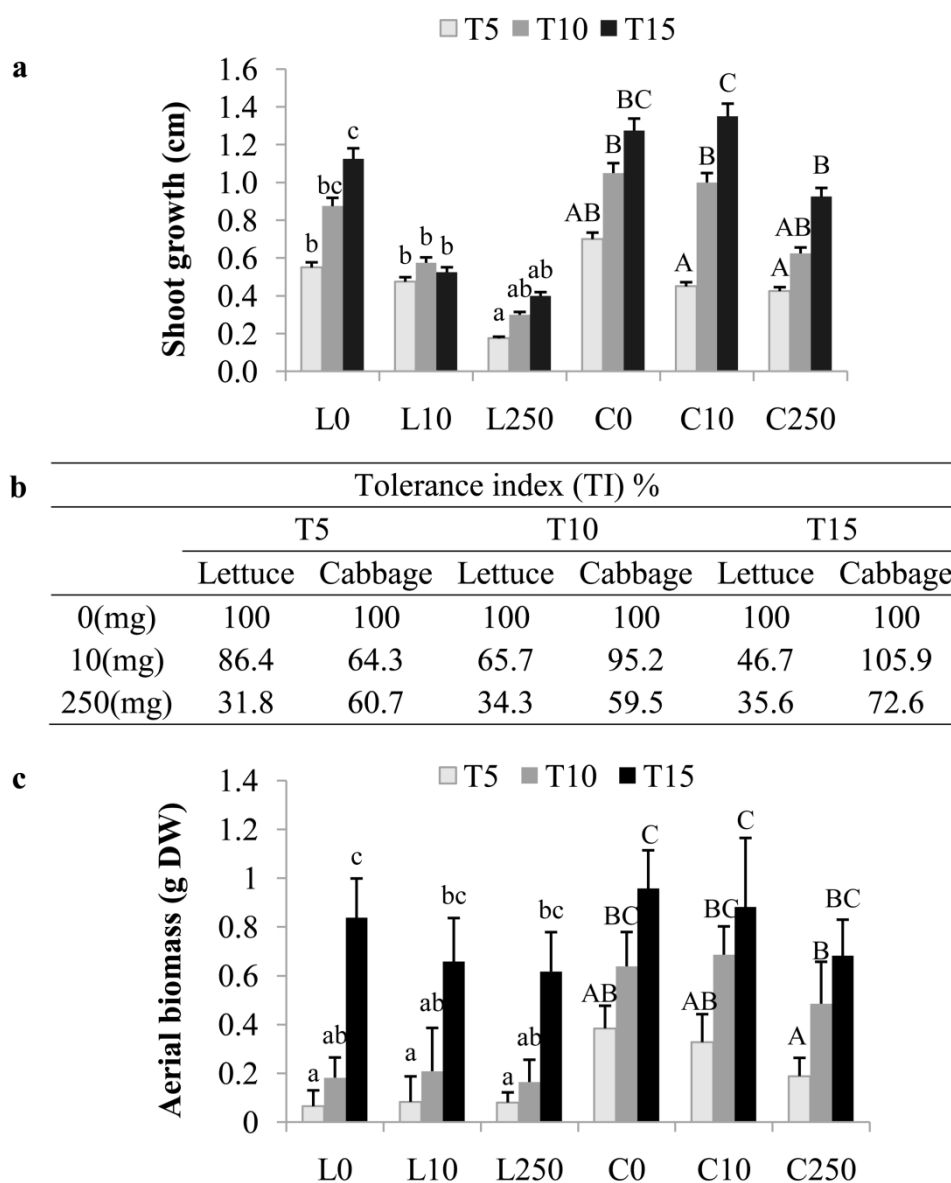 T5 T10 T15
a
Shoot growth (cm)
1.6
1.4
1.2
1.0
0.8
0.6
0.4
0.2
0.0
b bc c
b b b
a ab ab
AB B BC
A B C
A AB B
L0 L10 L250 C0 C10 C250
b
Tolerance index (TI) %
T5 T10 T15
Lettuce Cabbage Lettuce Cabbage Lettuce Cabbage
0(mg) 100 100 100 100 100 100
10(mg) 86.4 64.3 65.7 95.2 46.7 105.9
250(mg) 31.8 60.7 34.3 59.5 35.6 72.6
c
T5 T10 T15
Aerial biomass (g DW)
1.4
1.2
1
0.8
0.6
0.4
0.2
0
a ab c
a ab bc
a ab bc
AB BC C
AB BC C
A B BC
L0 L10 L250 C0 C10 C250